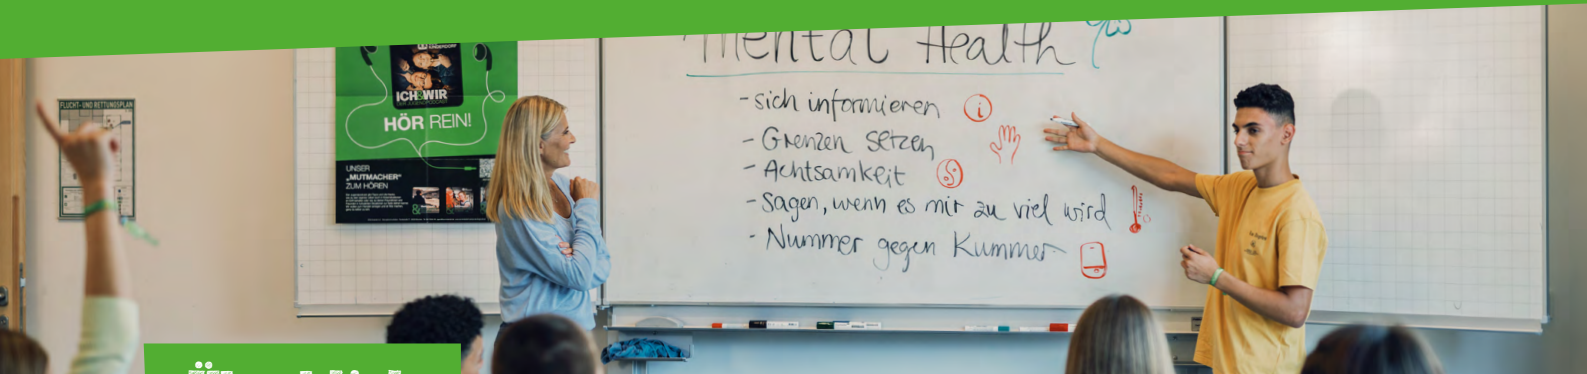 Mental Health
- sich informieren i
- Grenzen setzen
- Achtsamkeit
- Sagen, wenn es mir zu viel wird
- Nummer gegen Kummer
FLUCHT- UND RETTUNGSPLAN
ICH&WIR
HÖR REIN!
UNSER
„MUTMACHER“
ZUM HÖREN